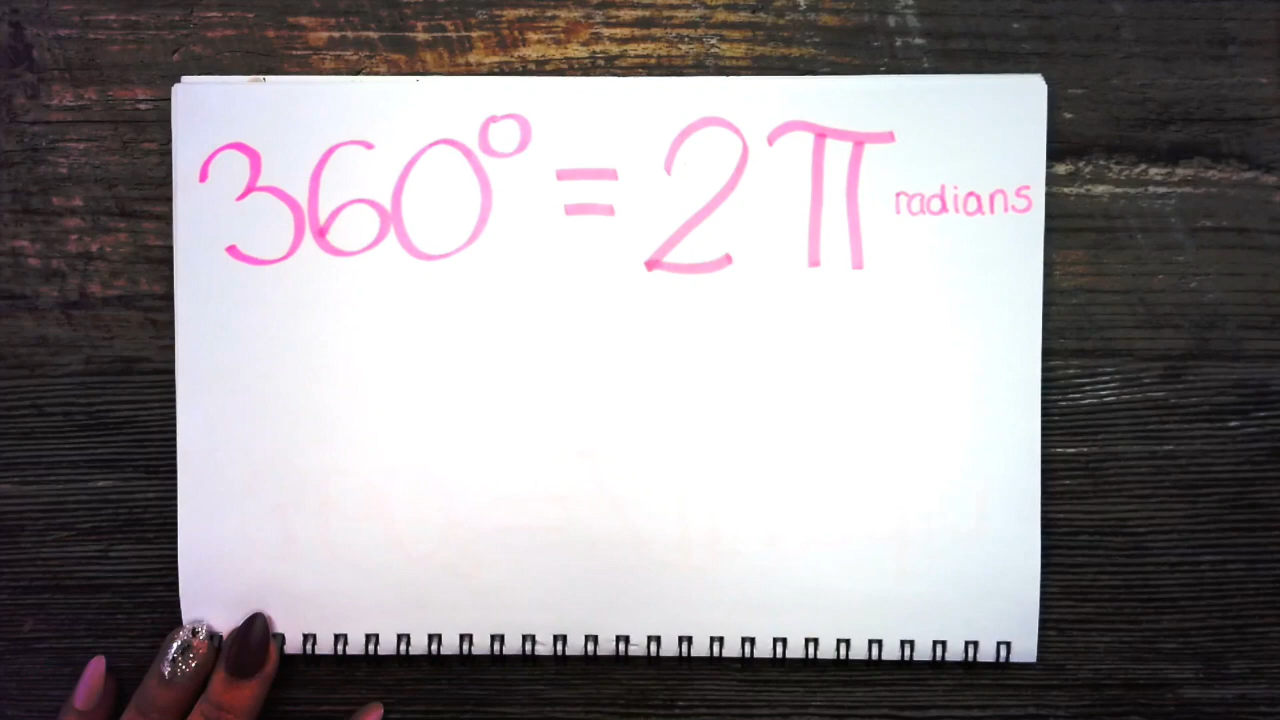 360° = 2π radians